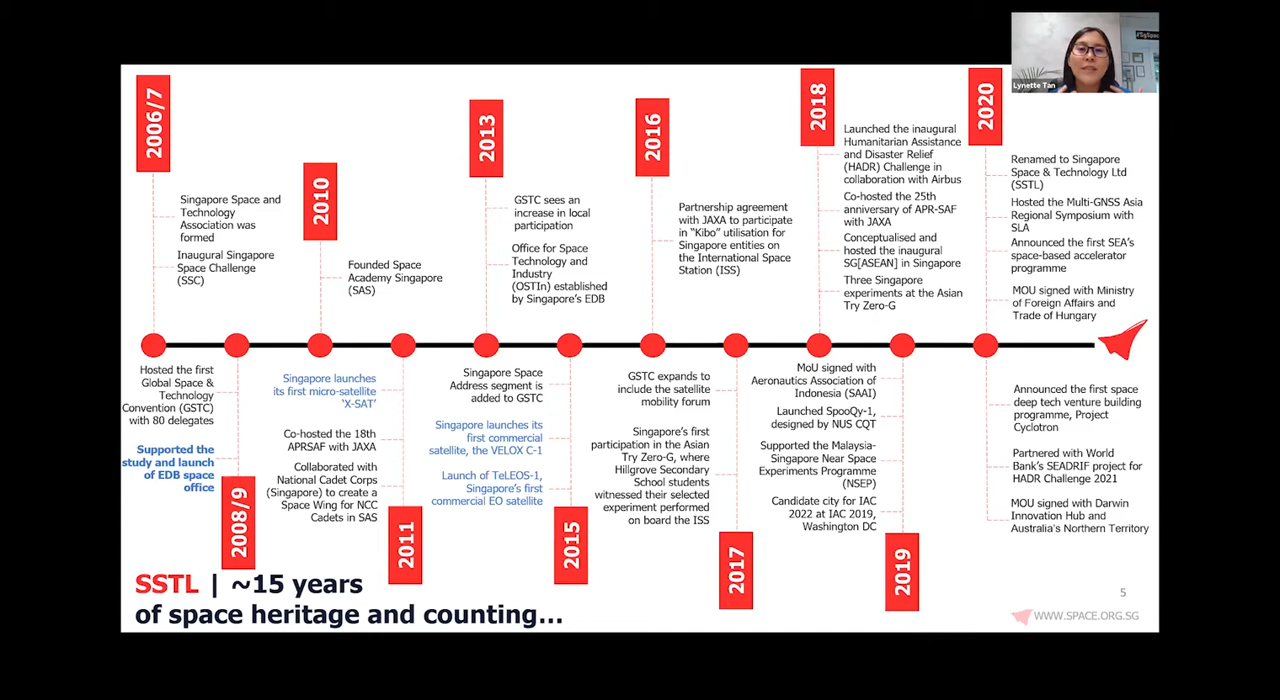 #SgSpace
Lynette Tan
2006/7
Singapore Space and
Technology
Association was
formed
Inaugural Singapore
Space Challenge
(SSC)
Hosted the first
Global Space &
Technology
Convention (GSTC)
with 80 delegates
Supported the
study and launch
of EDB space
office
2008/9
2010
Founded Space
Academy Singapore
(SAS)
Singapore launches
its first micro-satellite
‘X-SAT’
Co-hosted the 18th
APRSAF with JAXA
Collaborated with
National Cadet Corps
(Singapore) to create a
Space Wing for NCC
Cadets in SAS
2011
2013
GSTC sees an
increase in local
participation
Office for Space
Technology and
Industry
(OSTIn) established
by Singapore's EDB
Singapore Space
Address segment is
added to GSTC
Singapore launches its
first commercial
satellite, the VELOX C-1
Launch of TeLEOS-1,
Singapore's first
commercial EO satellite
2015
2016
Partnership agreement
with JAXA to participate
in “Kibo” utilisation for
Singapore entities on
the International Space
Station (ISS)
GSTC expands to
include the satellite
mobility forum
Singapore's first
participation in the Asian
Try Zero-G, where
Hillgrove Secondary
School students
witnessed their selected
experiment performed
on board the ISS
2017
2018
Launched the inaugural
Humanitarian Assistance
and Disaster Relief
(HADR) Challenge in
collaboration with Airbus
Co-hosted the 25th
anniversary of APR-SAF
with JAXA
Conceptualised and
hosted the inaugural
SG[ASEAN] in Singapore
Three Singapore
experiments at the Asian
Try Zero-G
MoU signed with
Aeronautics Association of
Indonesia (SAAI)
Launched SpooQy-1,
designed by NUS CQT
Supported the Malaysia-
Singapore Near Space
Experiments Programme
(NSEP)
Candidate city for IAC
2022 at IAC 2019,
Washington DC
2019
2020
Renamed to Singapore
Space & Technology Ltd
(SSTL)
Hosted the Multi-GNSS Asia
Regional Symposium with
SLA
Announced the first SEA's
space-based accelerator
programme
MOU signed with Ministry
of Foreign Affairs and
Trade of Hungary
Announced the first space
deep tech venture building
programme, Project
Cyclotron
Partnered with World
Bank's SEADRIF project for
HADR Challenge 2021
MOU signed with Darwin
Innovation Hub and
Australia's Northern Territory
SSTL | ~15 years
of space heritage and counting...
5
WWW.SPACE.ORG.SG